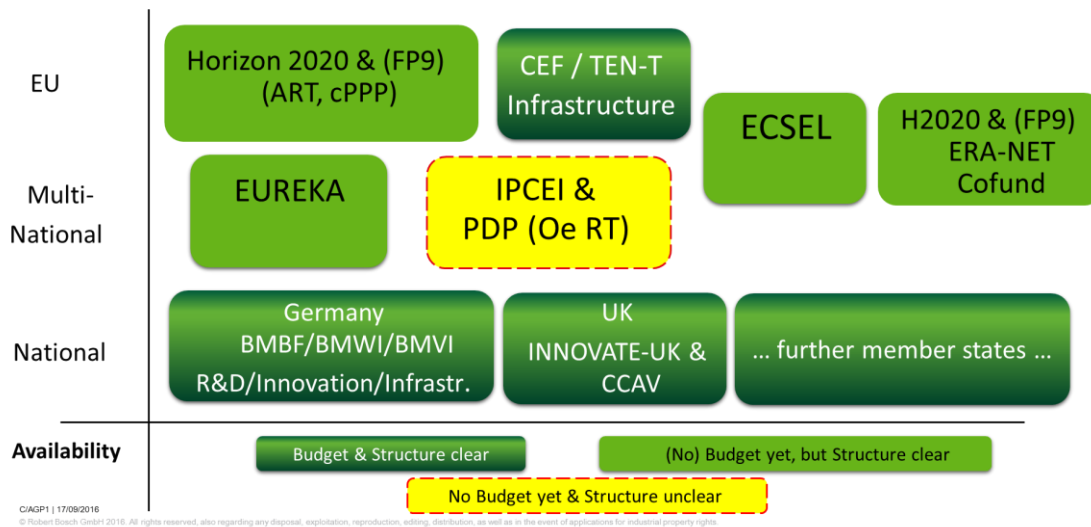 EU
Horizon 2020 & (FP9)
(ART, cPPP)
CEF / TEN-T
Infrastructure
ECSEL
H2020 & (FP9)
ERA-NET
Cofund
Multi-
National
EUREKA
IPCEI &
PDP (Oe RT)
National
Germany
BMBF/BMWI/BMVI
R&D/Innovation/Infrastr.
UK
INNOVATE-UK &
CCAV
... further member states ...
Availability
Budget & Structure clear
(No) Budget yet, but Structure clear
No Budget yet & Structure unclear
C/AGP1 | 17/09/2016
© Robert Bosch GmbH 2016. All rights reserved, also regarding any disposal, exploitation, reproduction, editing, distribution, as well as in the event of applications for industrial property rights.